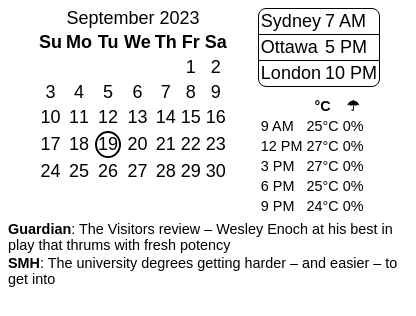 September 2023
Su Mo Tu We Th Fr Sa
1 2
3 4 5 6 7 8 9
10 11 12 13 14 15 16
17 18 19 20 21 22 23
24 25 26 27 28 29 30
Sydney 7 AM
Ottawa 5 PM
London 10 PM
°C ☂
9 AM 25°C 0%
12 PM 27°C 0%
3 PM 27°C 0%
6 PM 25°C 0%
9 PM 24°C 0%
Guardian: The Visitors review – Wesley Enoch at his best in
play that thrums with fresh potency
SMH: The university degrees getting harder – and easier – to
get into